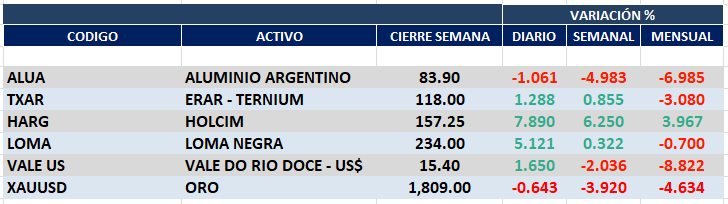 VARIACIÓN %
CODIGO ACTIVO CIERRE SEMANA DIARIO SEMANAL MENSUAL
ALUA ALUMINIO ARGENTINO 83.90 -1.061 -4.983 -6.985
TXAR ERAR - TERNIUM 118.00 1.288 0.855 -3.080
HARG HOLCIM 157.25 7.890 6.250 3.967
LOMA LOMA NEGRA 234.00 5.121 0.322 -0.700
VALE US VALE DO RIO DOCE - US$ 15.40 1.650 -2.036 -8.822
XAUUSD ORO 1,809.00 -0.643 -3.920 -4.634